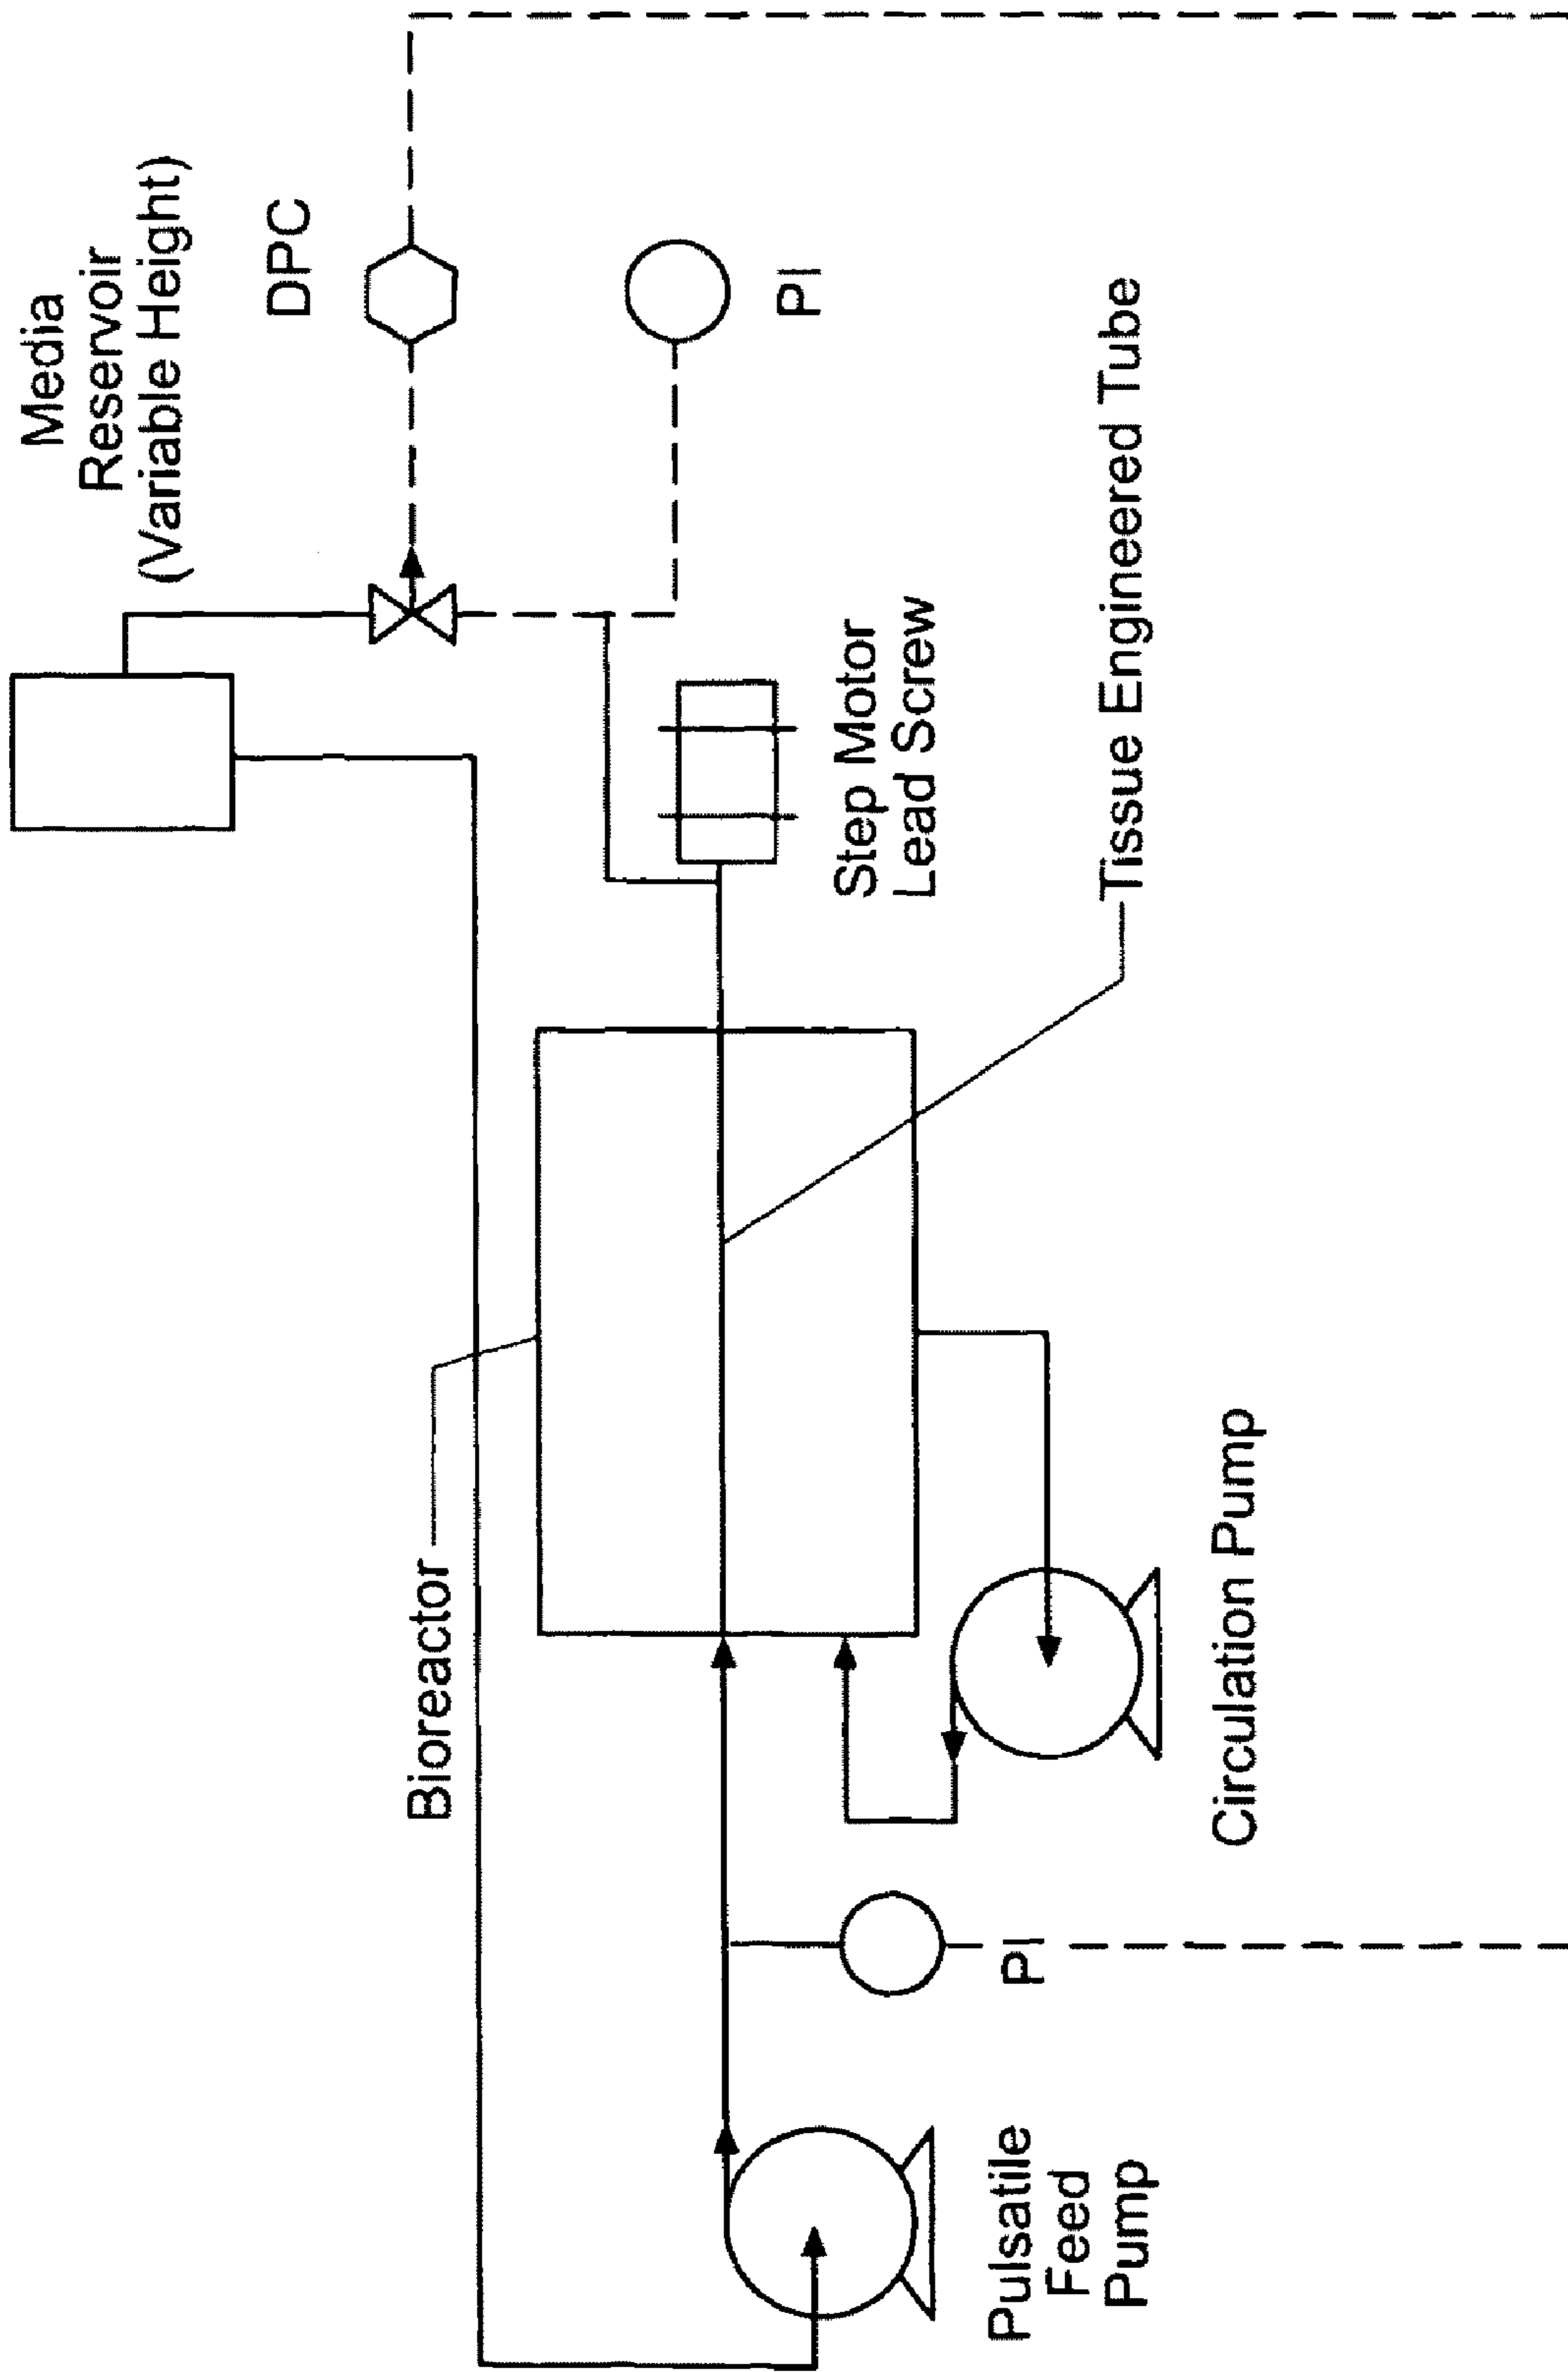 Media
Reservoir
(Variable Height)
DPC
PI
Step Motor
Lead Screw
Tissue Engineered Tube
Bioreactor
Circulation Pump
PI
Pulsatile
Feed
Pump